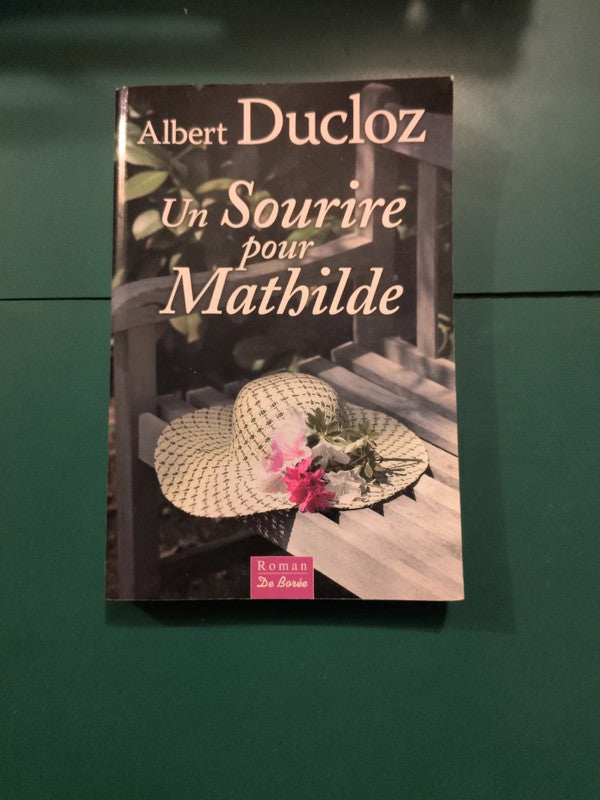 Albert Ducloz
Un Sourire
pour
Mathilde
Roman
De Borée